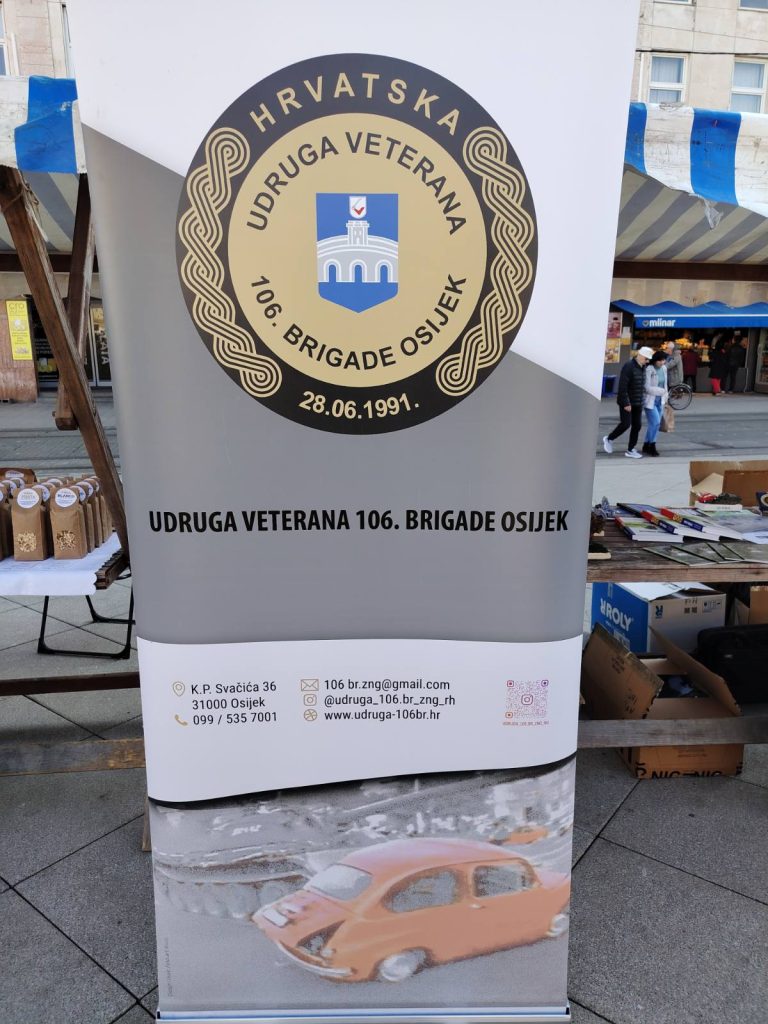 HRVATSKA
UDRUGA VETERANA
106. BRIGADE OSIJEK
28.06.1991.
UDRUGA VETERANA 106. BRIGADE OSIJEK
K.P. Svačića 36
31000 Osijek
099 / 535 7001
106 br.zng@gmail.com
@udruga_106.br_zng_rh
www.udruga-106br.hr
mlinar
ROLY